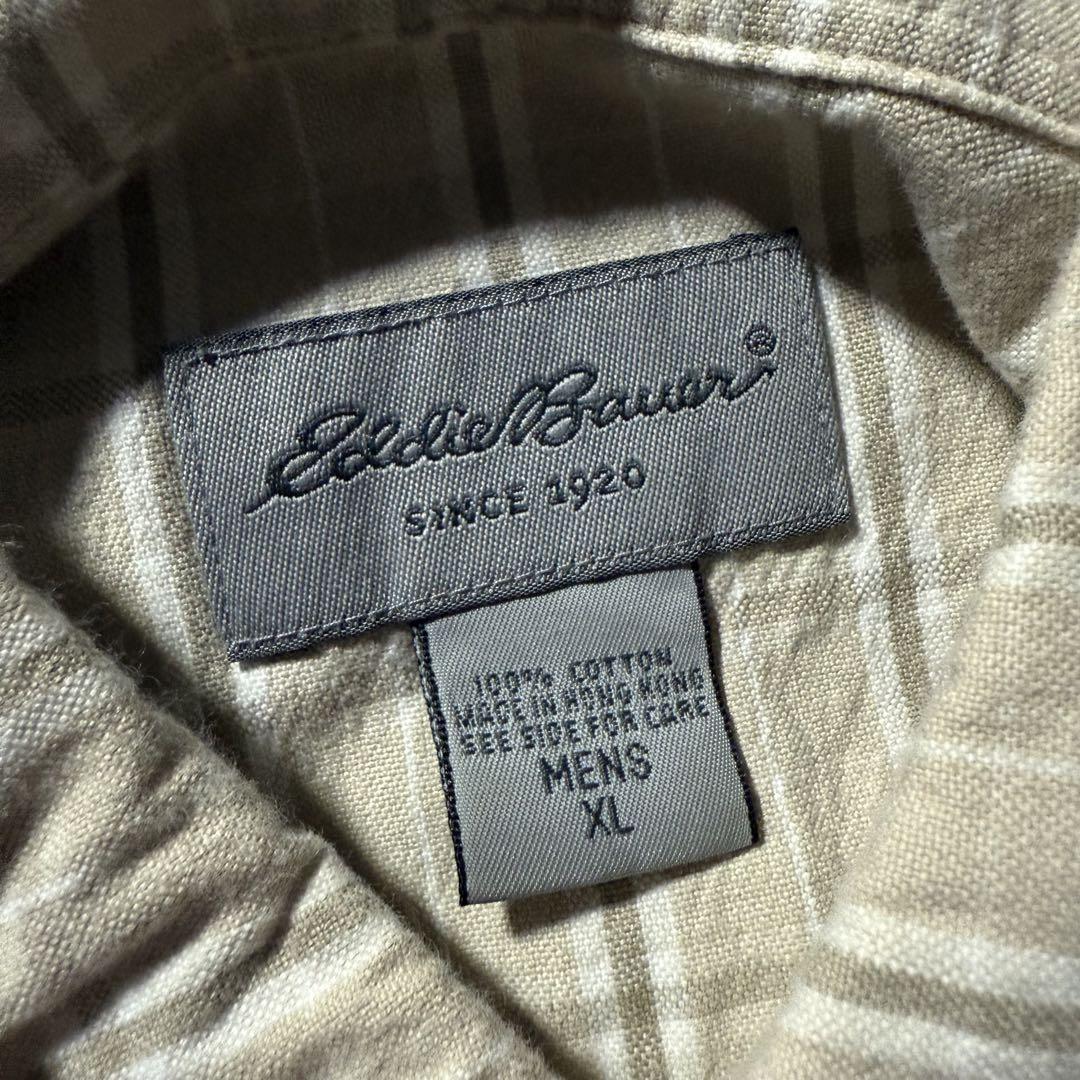 Eddie Bauer®
SINCE 1920
100% COTTON
MADE IN HONG KONG
SEE SIDE FOR CARE
MENS
XL